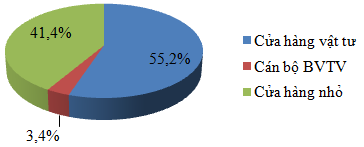 41,4%
55,2%
3,4%
Cửa hàng vật tư
Cán bộ BVTV
Cửa hàng nhỏ